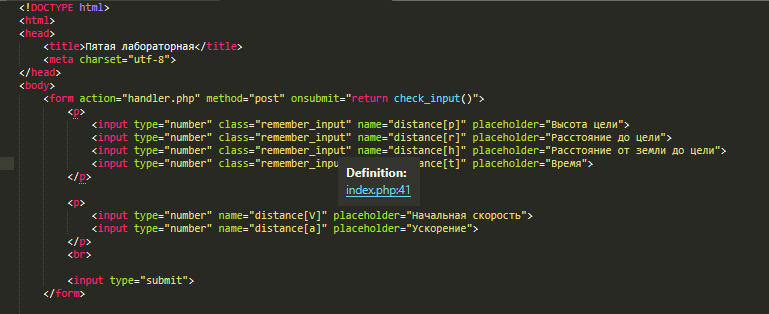 <!DOCTYPE html>
<html>
<head>
    <title>Пятая лабораторная</title>
    <meta charset="utf-8">
</head>
<body>
    <form action="handler.php" method="post" onsubmit="return check_input()">
        <p>
            <input type="number" class="remember_input" name="distance[p]" placeholder="Высота цели">
            <input type="number" class="remember_input" name="distance[r]" placeholder="Расстояние до цели">
            <input type="number" class="remember_input" name="distance[h]" placeholder="Расстояние от земли до цели">
            <input type="number" class="remember_inpu tance[t]" placeholder="Время">
        </p>
Definition:
index.php:41
        <p>
            <input type="number" name="distance[V]" placeholder="Начальная скорость">
            <input type="number" name="distance[a]" placeholder="Ускорение">
        </p>
        <br>
        <input type="submit">
    </form>